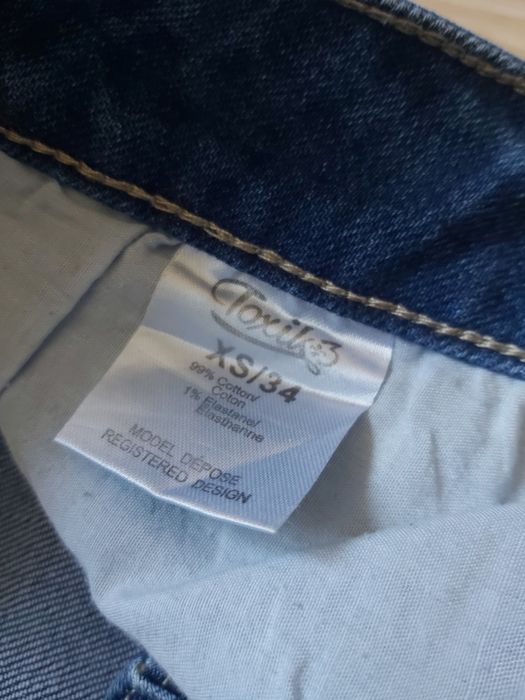 Toxik3
XS/34
99% Cotton/
Coton
1% Elastane/
Elasthanne
MODEL DÉPOSE
REGISTERED DESIGN